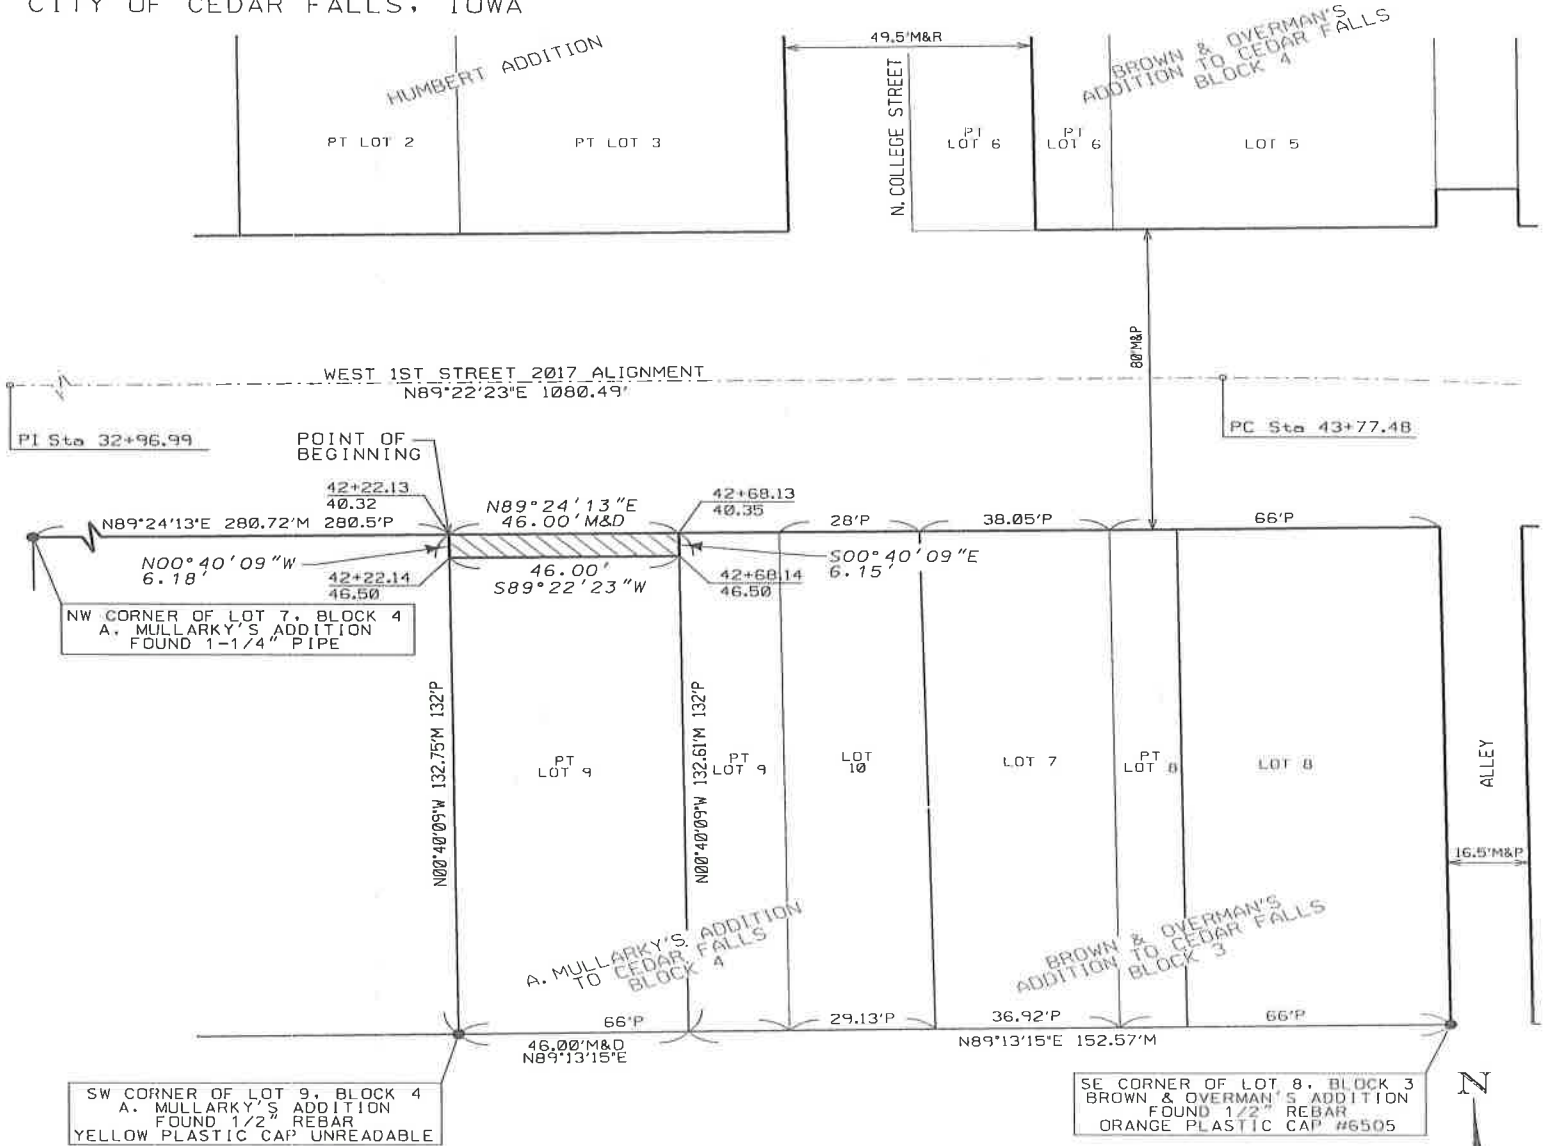 CITY OF CEDAR FALLS, IOWA
HUMBERT ADDITION
49.5'M&R
BROWN & OVERMAN'S
ADDITION TO CEDAR FALLS
BLOCK 4
N. COLLEGE STREET
PT LOT 2
PT LOT 3
PT
LOT 6
PT
LOT 6
LOT 5
80'M&P
WEST 1ST STREET 2017 ALIGNMENT
N89°22'23"E 1080.49'
PI Sta 32+96.99
PC Sta 43+77.48
POINT OF
BEGINNING
42+22.13
40.32
N89°24'13"E
46.00'M&D
42+68.13
40.35
N89°24'13"E 280.72'M 280.5'P
28'P
38.05'P
66'P
N00°40'09"W
6.18'
42+22.14
46.50
46.00'
S89°22'23"W
42+68.14
46.50
S00°40'09"E
6.15'
NW CORNER OF LOT 7, BLOCK 4
A. MULLARKY'S ADDITION
FOUND 1-1/4" PIPE
N00°40'09"W 132.75'M 132'P
PT
LOT 9
N00°40'09"W 132.61'M 132'P
PT
LOT 9
LOT
10
LOT 7
PT
LOT 8
LOT 8
ALLEY
16.5'M&P
A. MULLARKY'S ADDITION
TO CEDAR FALLS
BLOCK 4
BROWN & OVERMAN'S
ADDITION TO CEDAR FALLS
BLOCK 3
66'P
29.13'P
36.92'P
66'P
46.00'M&D
N89°13'15"E
N89°13'15"E 152.57'M
SW CORNER OF LOT 9, BLOCK 4
A. MULLARKY'S ADDITION
FOUND 1/2" REBAR
YELLOW PLASTIC CAP UNREADABLE
SE CORNER OF LOT 8, BLOCK 3
BROWN & OVERMAN'S ADDITION
FOUND 1/2" REBAR
ORANGE PLASTIC CAP #6505
N